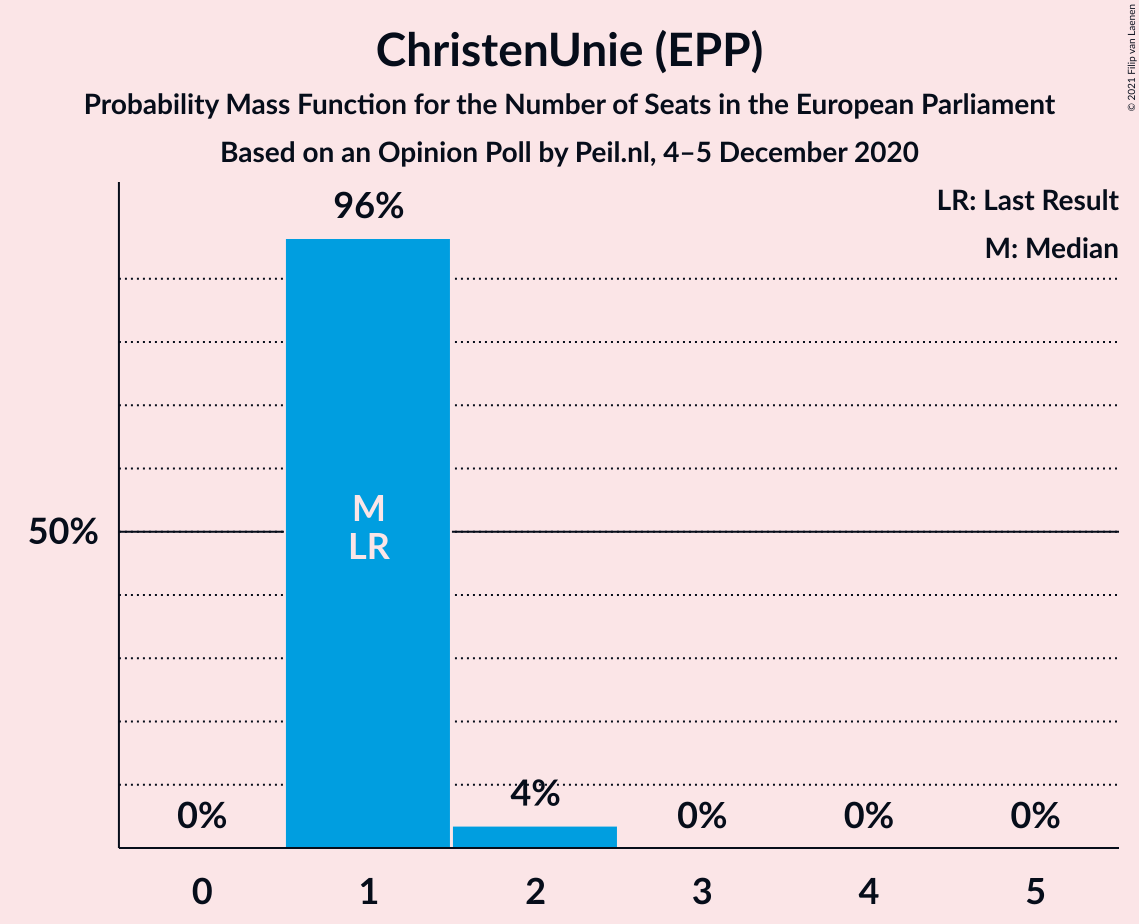 ChristenUnie (EPP)
Probability Mass Function for the Number of Seats in the European Parliament
Based on an Opinion Poll by Peil.nl, 4–5 December 2020
© 2021 Filip van Laenen
LR: Last Result
M: Median
96%
50%
M
LR
0%
4%
0%
0%
0%
0 1 2 3 4 5